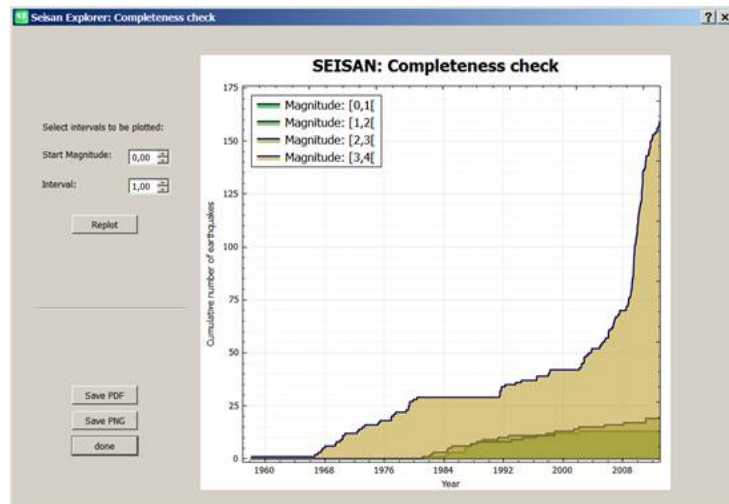 SE Seisan Explorer: Completeness check
SEISAN: Completeness check
Select intervals to be plotted:
Start Magnitude: 0,00
Interval: 1,00
Replot
Save PDF
Save PNG
done
Cumulative number of earthquakes
175
150
125
100
75
50
25
0
Magnitude: [0,1[
Magnitude: [1,2[
Magnitude: [2,3[
Magnitude: [3,4[
1960 1968 1976 1984 1992 2000 2008
Year